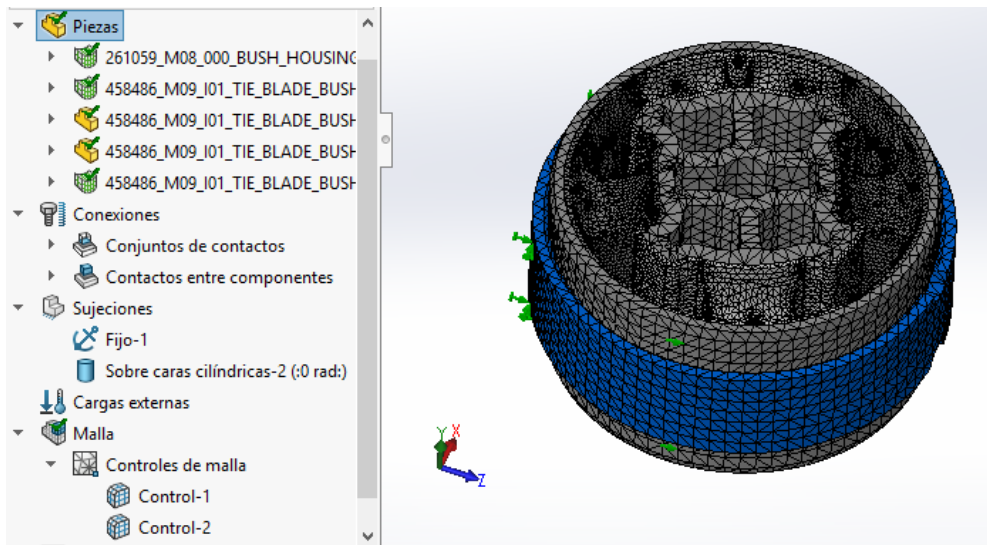 Piezas
261059_M08_000_BUSH_HOUSING
458486_M09_I01_TIE_BLADE_BUSH
458486_M09_I01_TIE_BLADE_BUSH
458486_M09_I01_TIE_BLADE_BUSH
458486_M09_I01_TIE_BLADE_BUSH
Conexiones
Conjuntos de contactos
Contactos entre componentes
Sujeciones
Fijo-1
Sobre caras cilíndricas-2 (:0 rad:)
Cargas externas
Malla
Controles de malla
Control-1
Control-2
Y X
Z